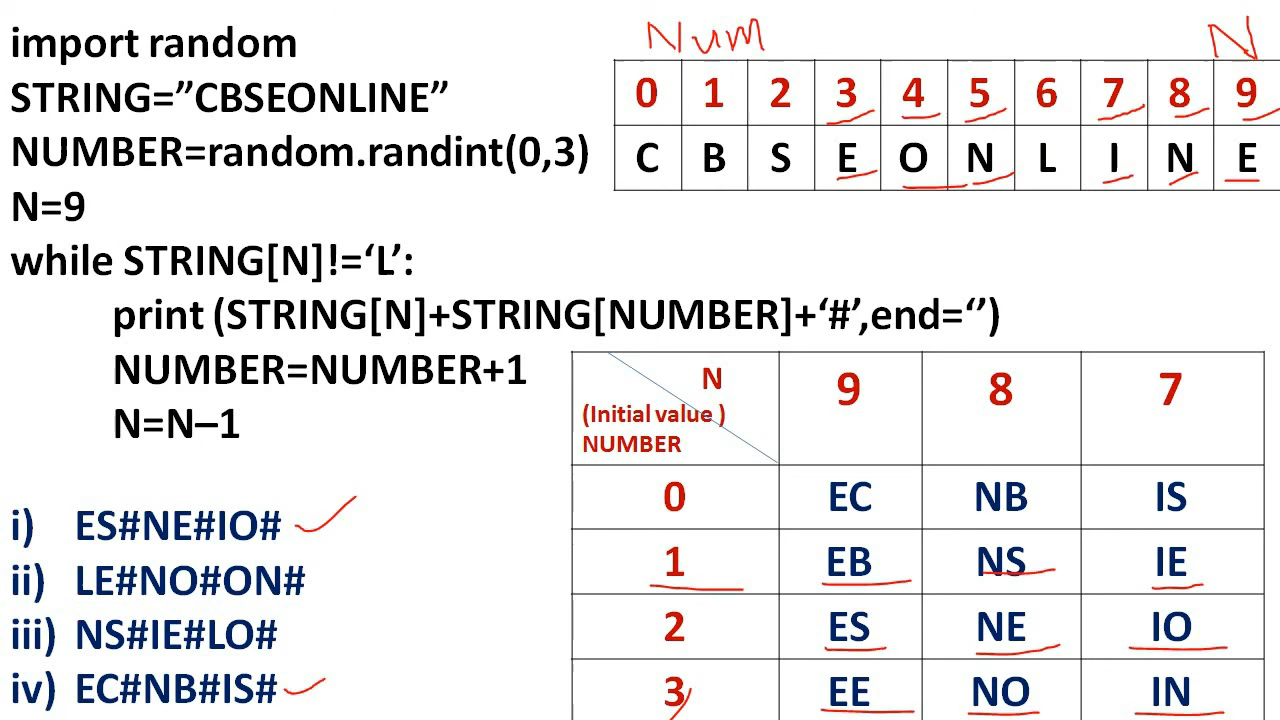 import random
STRING=”CBSEONLINE”
NUMBER=random.randint(0,3)
N=9
while STRING[N]!=‘L’:
print (STRING[N]+STRING[NUMBER]+‘#’,end=‘’)
NUMBER=NUMBER+1
N=N–1
i) ES#NE#IO#
ii) LE#NO#ON#
iii) NS#IE#LO#
iv) EC#NB#IS#
Num N
0 1 2 3 4 5 6 7 8 9
C B S E O N L I N E
N 9 8 7
(Initial value )
NUMBER
0 EC NB IS
1 EB NS IE
2 ES NE IO
3 EE NO IN